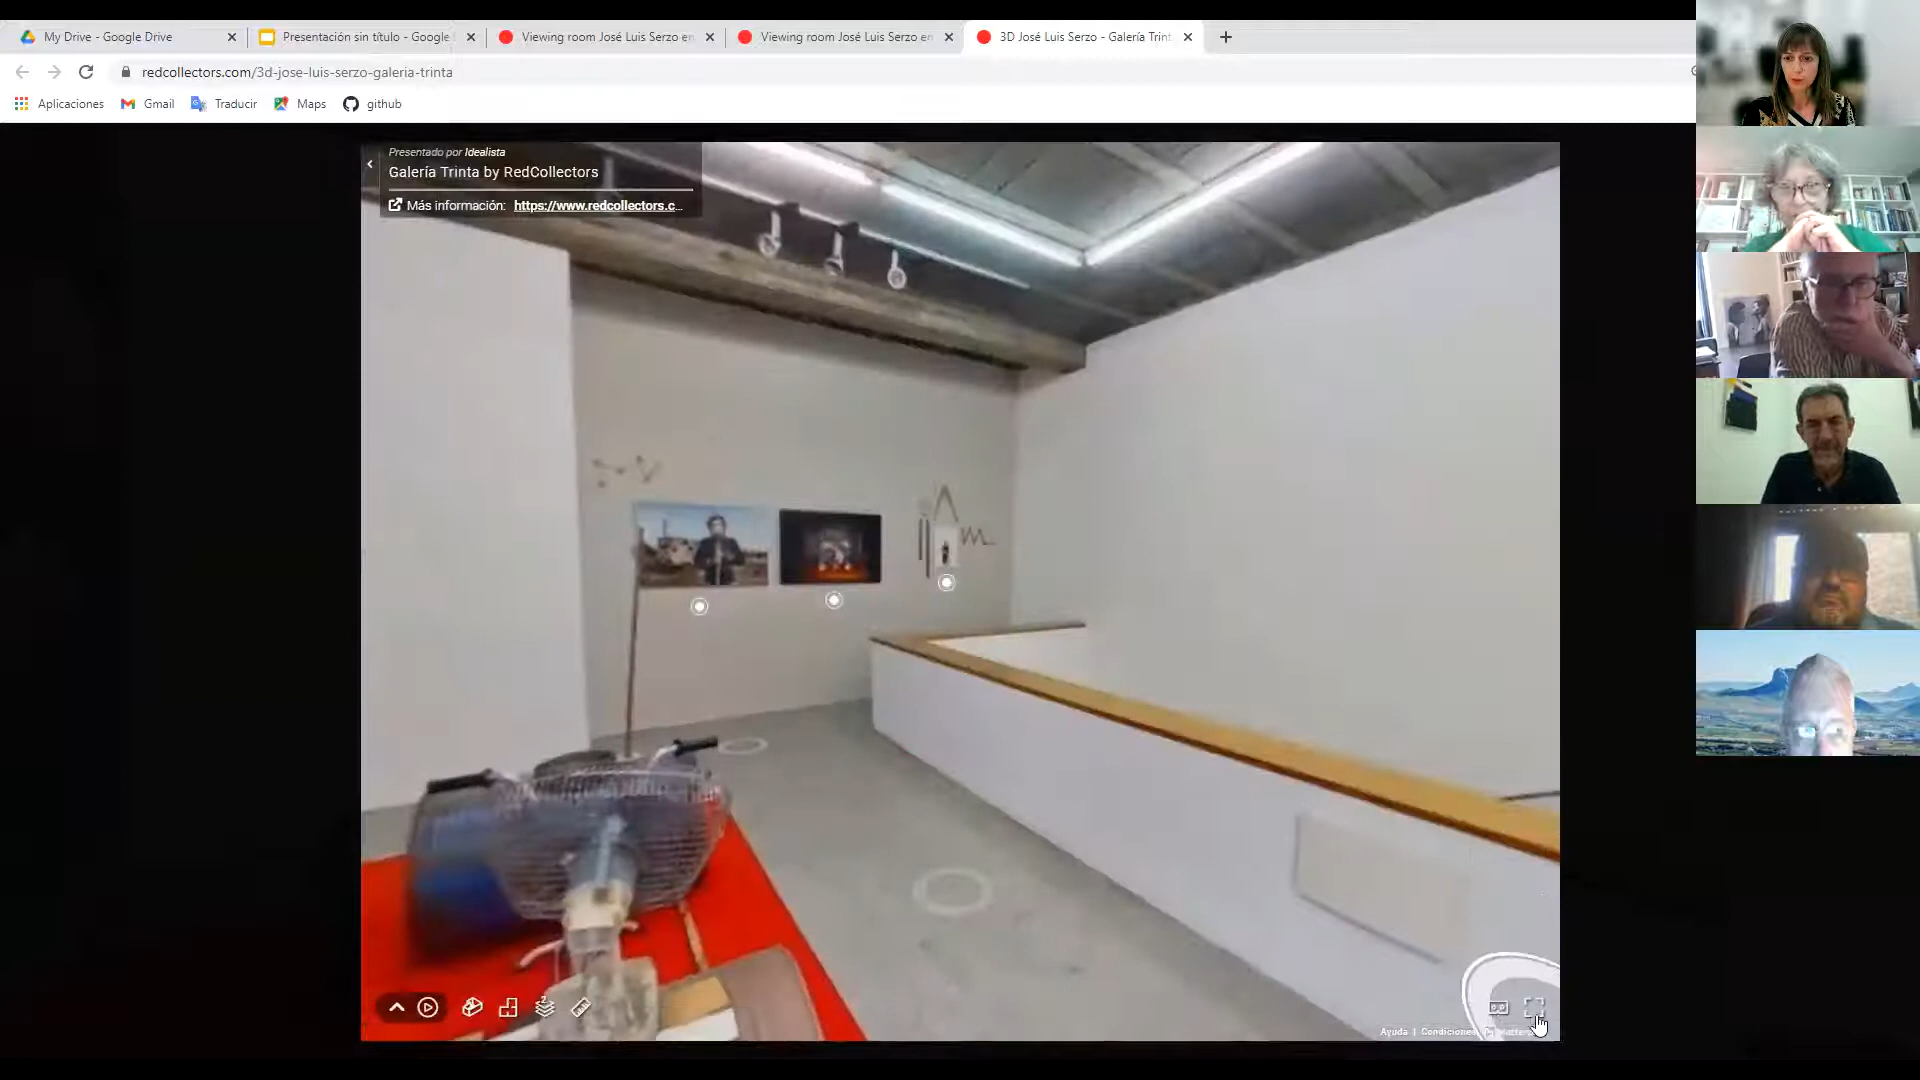 My Drive - Google Drive
Presentación sin título - Google
Viewing room José Luis Serzo en
Viewing room José Luis Serzo en
3D José Luis Serzo - Galería Trint
redcollectors.com/3d-jose-luis-serzo-galeria-trinta
Aplicaciones
Gmail
Traducir
Maps
github
Presentado por Idealista
Galería Trinta by RedCollectors
Más información: https://www.redcollectors.c...
2
Ayuda | Condiciones